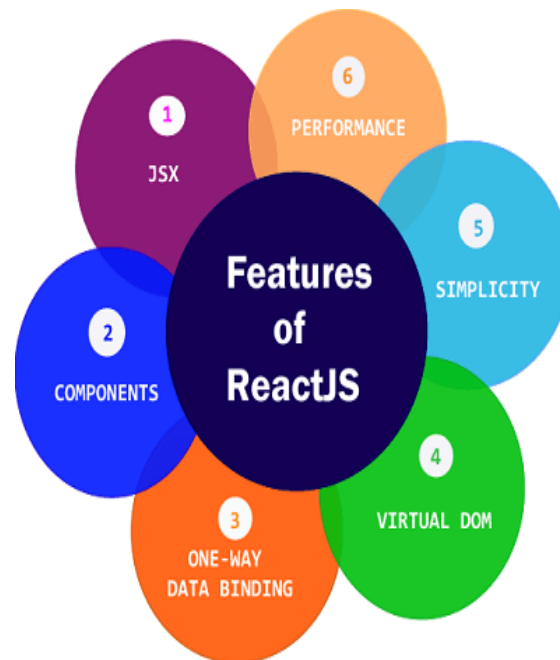 Features
of
ReactJS
1
JSX
2
COMPONENTS
3
ONE-WAY
DATA BINDING
4
VIRTUAL DOM
5
SIMPLICITY
6
PERFORMANCE